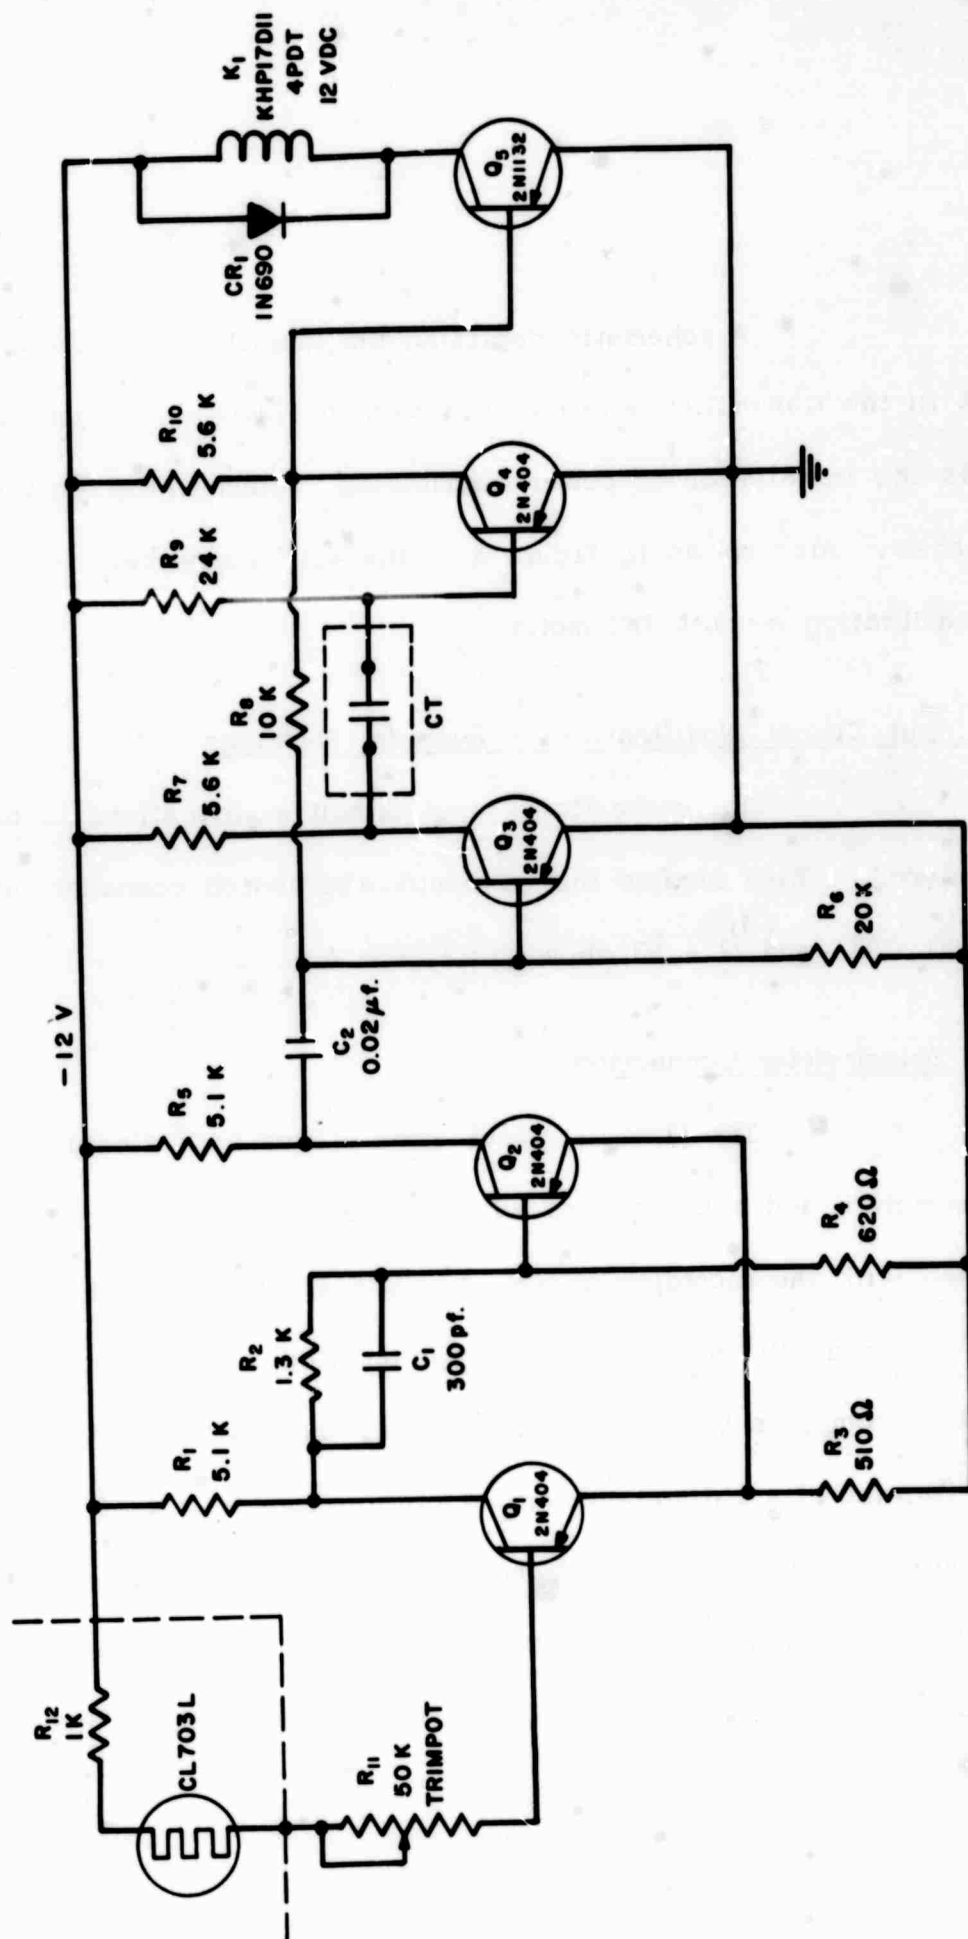 K1
KHP17D11
4PDT
12 VDC
CR1
1N690
Q5
2N1132
R10
5.6 K
R9
24 K
Q4
2N404
R8
10 K
CT
R7
5.6 K
Q3
2N404
R6
20 K
-12 V
C2
0.02 µf.
R5
5.1 K
Q2
2N404
R4
620 Ω
R2
1.3 K
C1
300 pf.
R1
5.1 K
Q1
2N404
R3
510 Ω
R12
1K
CL703L
R11
50 K
TRIMPOT